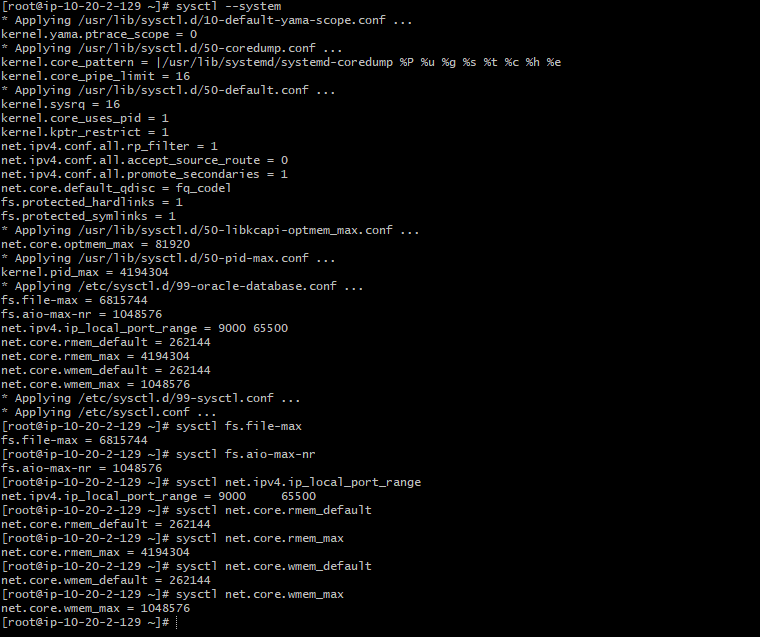 [root@ip-10-20-2-129 ~]# sysctl --system
* Applying /usr/lib/sysctl.d/10-default-yama-scope.conf ...
kernel.yama.ptrace_scope = 0
* Applying /usr/lib/sysctl.d/50-coredump.conf ...
kernel.core_pattern = |/usr/lib/systemd/systemd-coredump %P %u %g %s %t %c %h %e
kernel.core_pipe_limit = 16
* Applying /usr/lib/sysctl.d/50-default.conf ...
kernel.sysrq = 16
kernel.core_uses_pid = 1
kernel.kptr_restrict = 1
net.ipv4.conf.all.rp_filter = 1
net.ipv4.conf.all.accept_source_route = 0
net.ipv4.conf.all.promote_secondaries = 1
net.core.default_qdisc = fq_codel
fs.protected_hardlinks = 1
fs.protected_symlinks = 1
* Applying /usr/lib/sysctl.d/50-libkcapi-optmem_max.conf ...
net.core.optmem_max = 81920
* Applying /usr/lib/sysctl.d/50-pid-max.conf ...
kernel.pid_max = 4194304
* Applying /etc/sysctl.d/99-oracle-database.conf ...
fs.file-max = 6815744
fs.aio-max-nr = 1048576
net.ipv4.ip_local_port_range = 9000 65500
net.core.rmem_default = 262144
net.core.rmem_max = 4194304
net.core.wmem_default = 262144
net.core.wmem_max = 1048576
* Applying /etc/sysctl.d/99-sysctl.conf ...
* Applying /etc/sysctl.conf ...
[root@ip-10-20-2-129 ~]# sysctl fs.file-max
fs.file-max = 6815744
[root@ip-10-20-2-129 ~]# sysctl fs.aio-max-nr
fs.aio-max-nr = 1048576
[root@ip-10-20-2-129 ~]# sysctl net.ipv4.ip_local_port_range
net.ipv4.ip_local_port_range = 9000     65500
[root@ip-10-20-2-129 ~]# sysctl net.core.rmem_default
net.core.rmem_default = 262144
[root@ip-10-20-2-129 ~]# sysctl net.core.rmem_max
net.core.rmem_max = 4194304
[root@ip-10-20-2-129 ~]# sysctl net.core.wmem_default
net.core.wmem_default = 262144
[root@ip-10-20-2-129 ~]# sysctl net.core.wmem_max
net.core.wmem_max = 1048576
[root@ip-10-20-2-129 ~]#